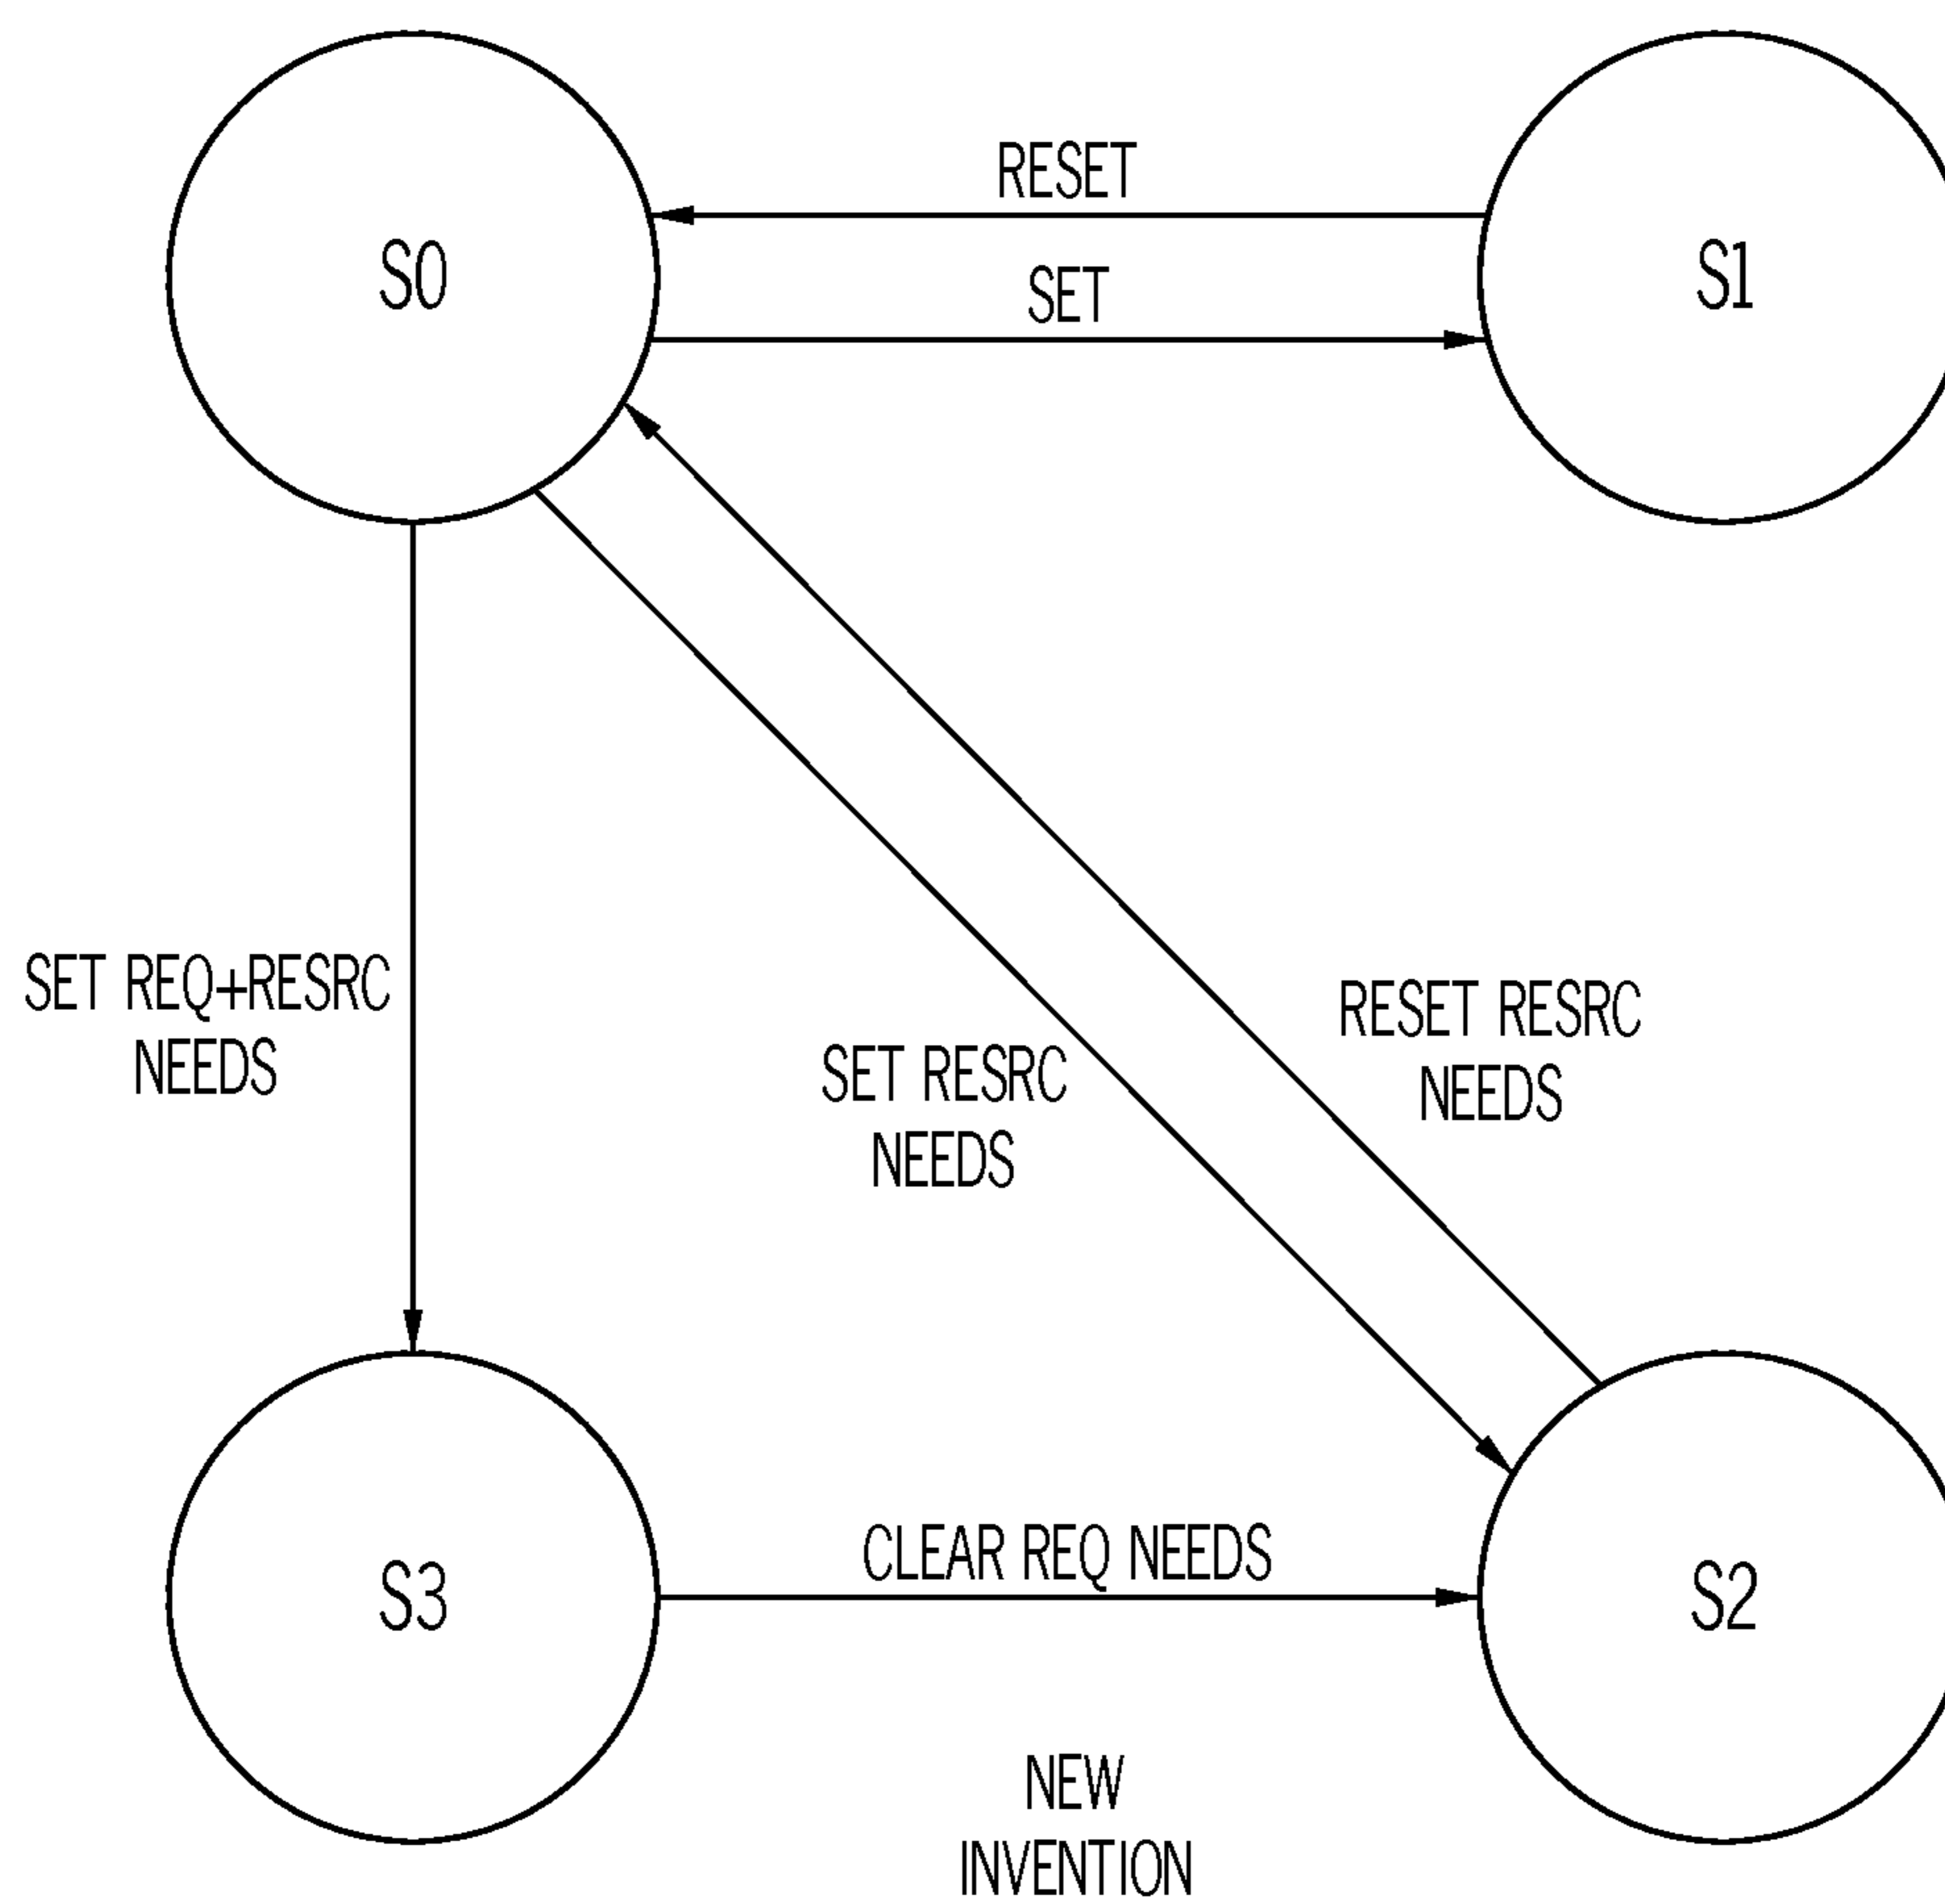 RESET
S0
S1
SET
SET REQ+RESRC
NEEDS
SET RESRC
NEEDS
RESET RESRC
NEEDS
CLEAR REQ NEEDS
S3
S2
NEW
INVENTION